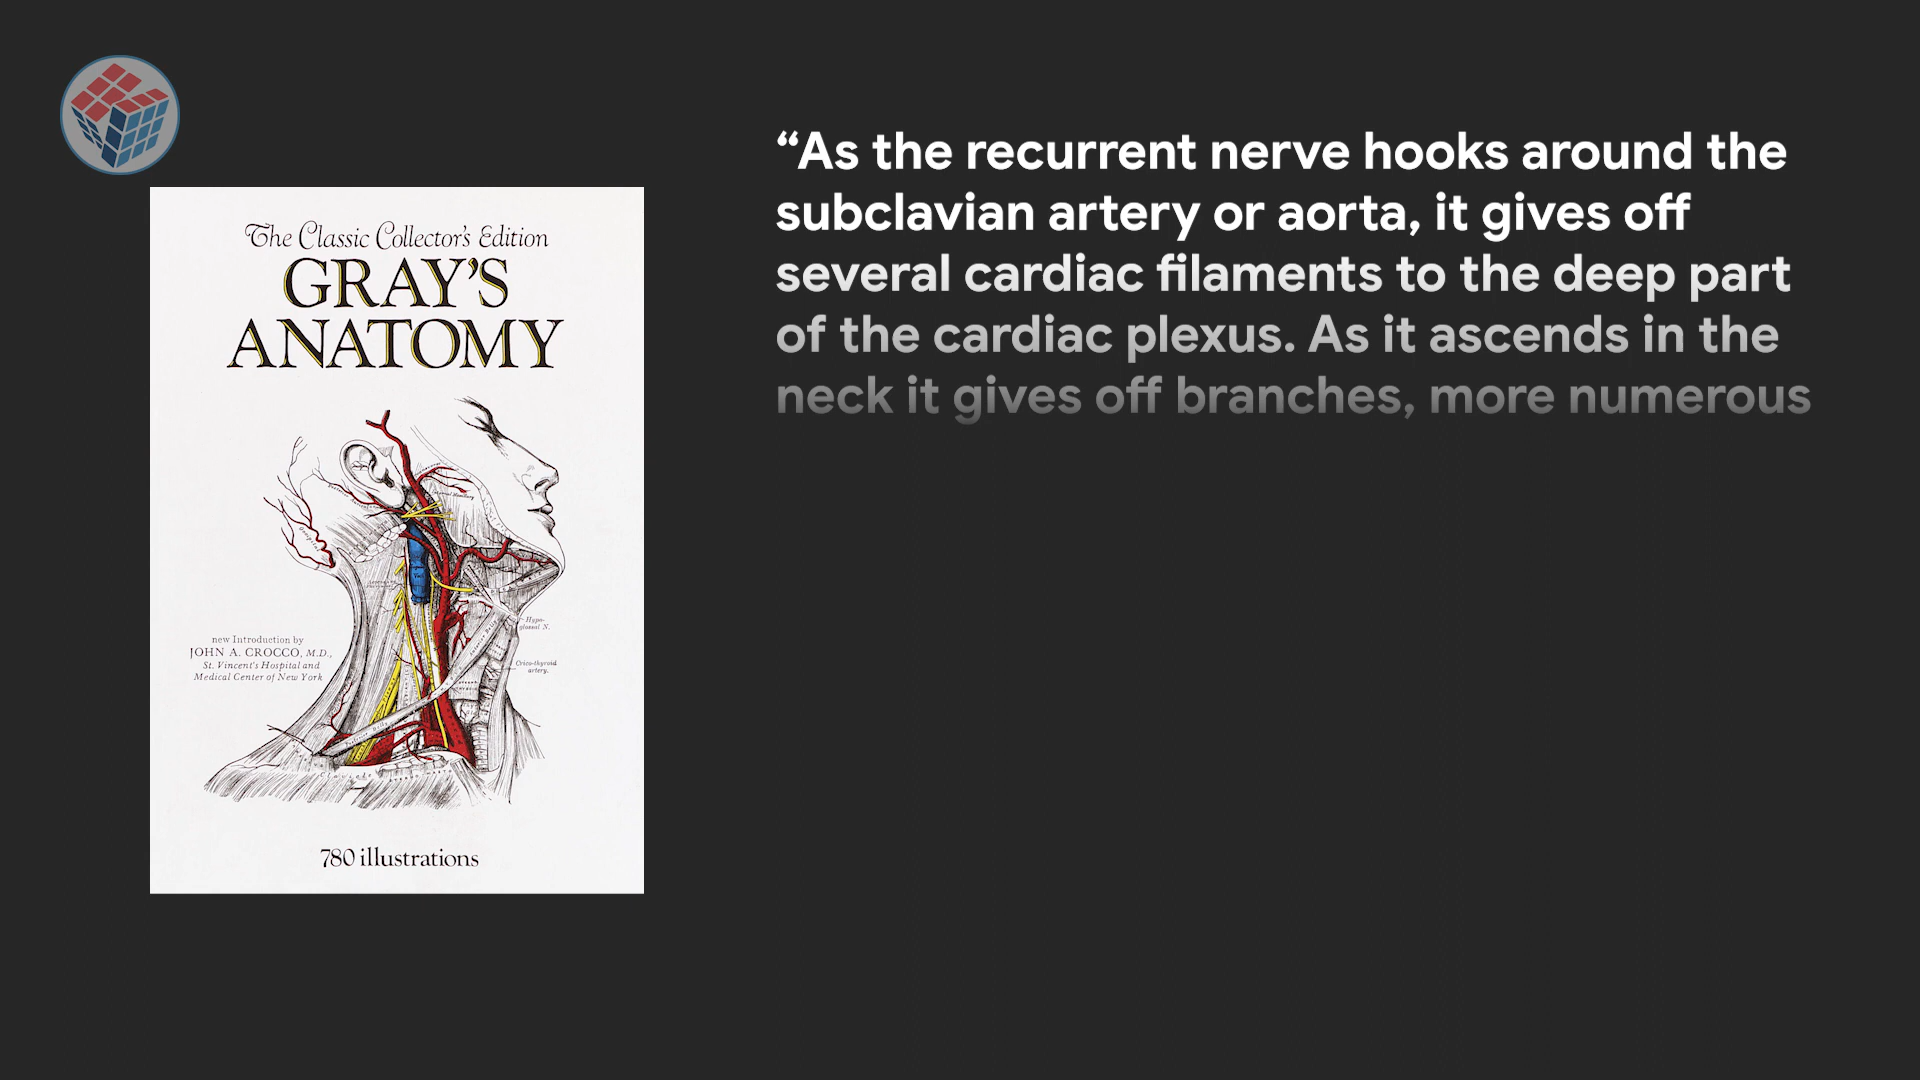 The Classic Collector's Edition
GRAY'S
ANATOMY
new Introduction by
JOHN A. CROCCO, M.D.,
St. Vincent's Hospital and
Medical Center of New York
Hypo-
glossal N.
Crico-thyroid
artery.
Clavicle
780 illustrations
“As the recurrent nerve hooks around the
subclavian artery or aorta, it gives off
several cardiac filaments to the deep part
of the cardiac plexus. As it ascends in the
neck it gives off branches, more numerous